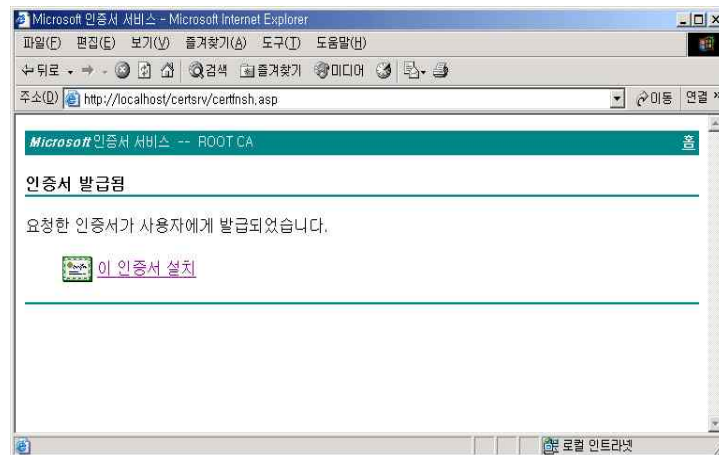 Microsoft 인증서 서비스 - Microsoft Internet Explorer
파일(F) 편집(E) 보기(V) 즐겨찾기(A) 도구(T) 도움말(H)
뒤로 검색 즐겨찾기 미디어
주소(D) http://localhost/certsrv/certfnsh.asp 이동 연결 »
Microsoft 인증서 서비스 -- ROOT CA 홈
인증서 발급됨
요청한 인증서가 사용자에게 발급되었습니다.
이 인증서 설치
로컬 인트라넷